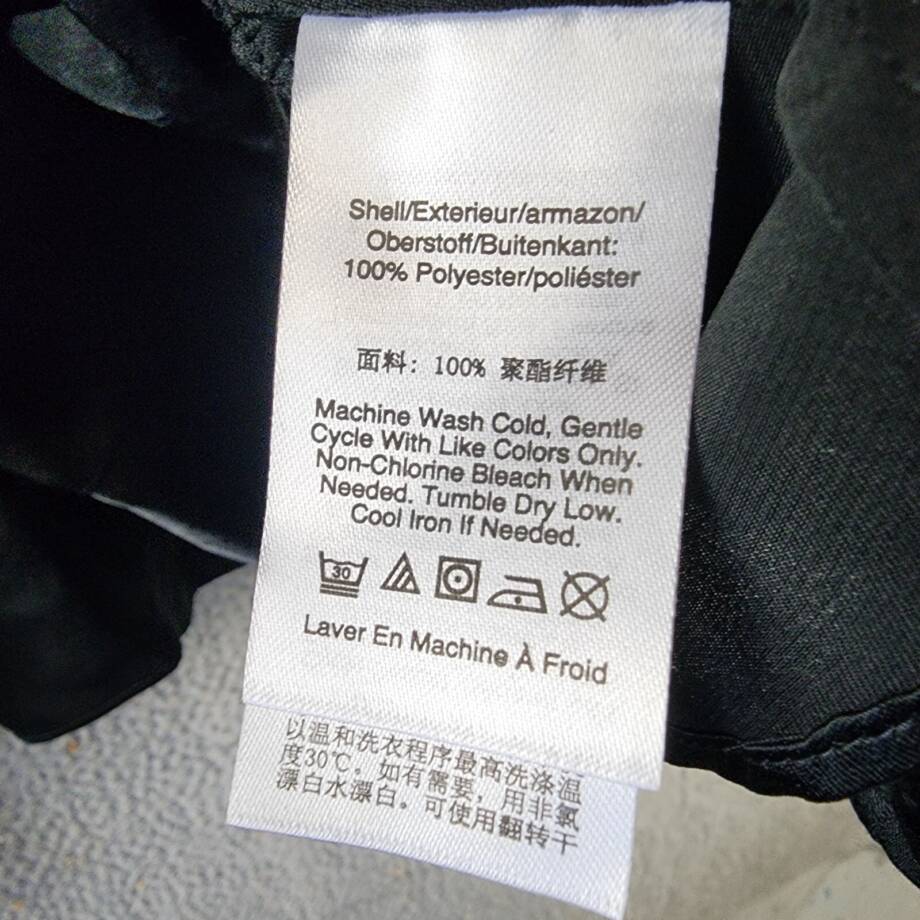 Shell/Exterieur/armazon/
Oberstoff/Buitenkant:
100% Polyester/poliéster
面料: 100% 聚酯纤维
Machine Wash Cold, Gentle
Cycle With Like Colors Only.
Non-Chlorine Bleach When
Needed. Tumble Dry Low.
Cool Iron If Needed.
30
Laver En Machine À Froid
以温和洗衣程序最高洗涤温
度30℃。如有需要，用非氯
漂白水漂白。可使用翻转干